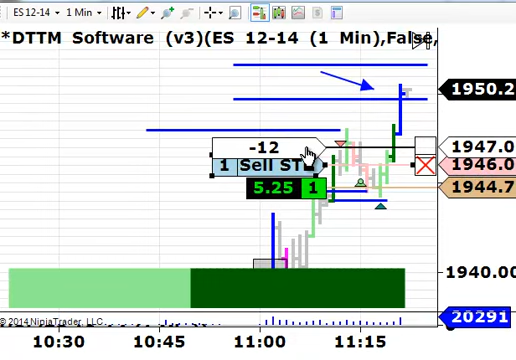 ES 12-14 1 Min
*DTTM Software (v3)(ES 12-14 (1 Min),False,
1950.2
-12
1947.0
1 Sell ST
1946.0
5.25 1
1944.7
1940.00
20291
© 2014 NinjaTrader, LLC
10:30 10:45 11:00 11:15